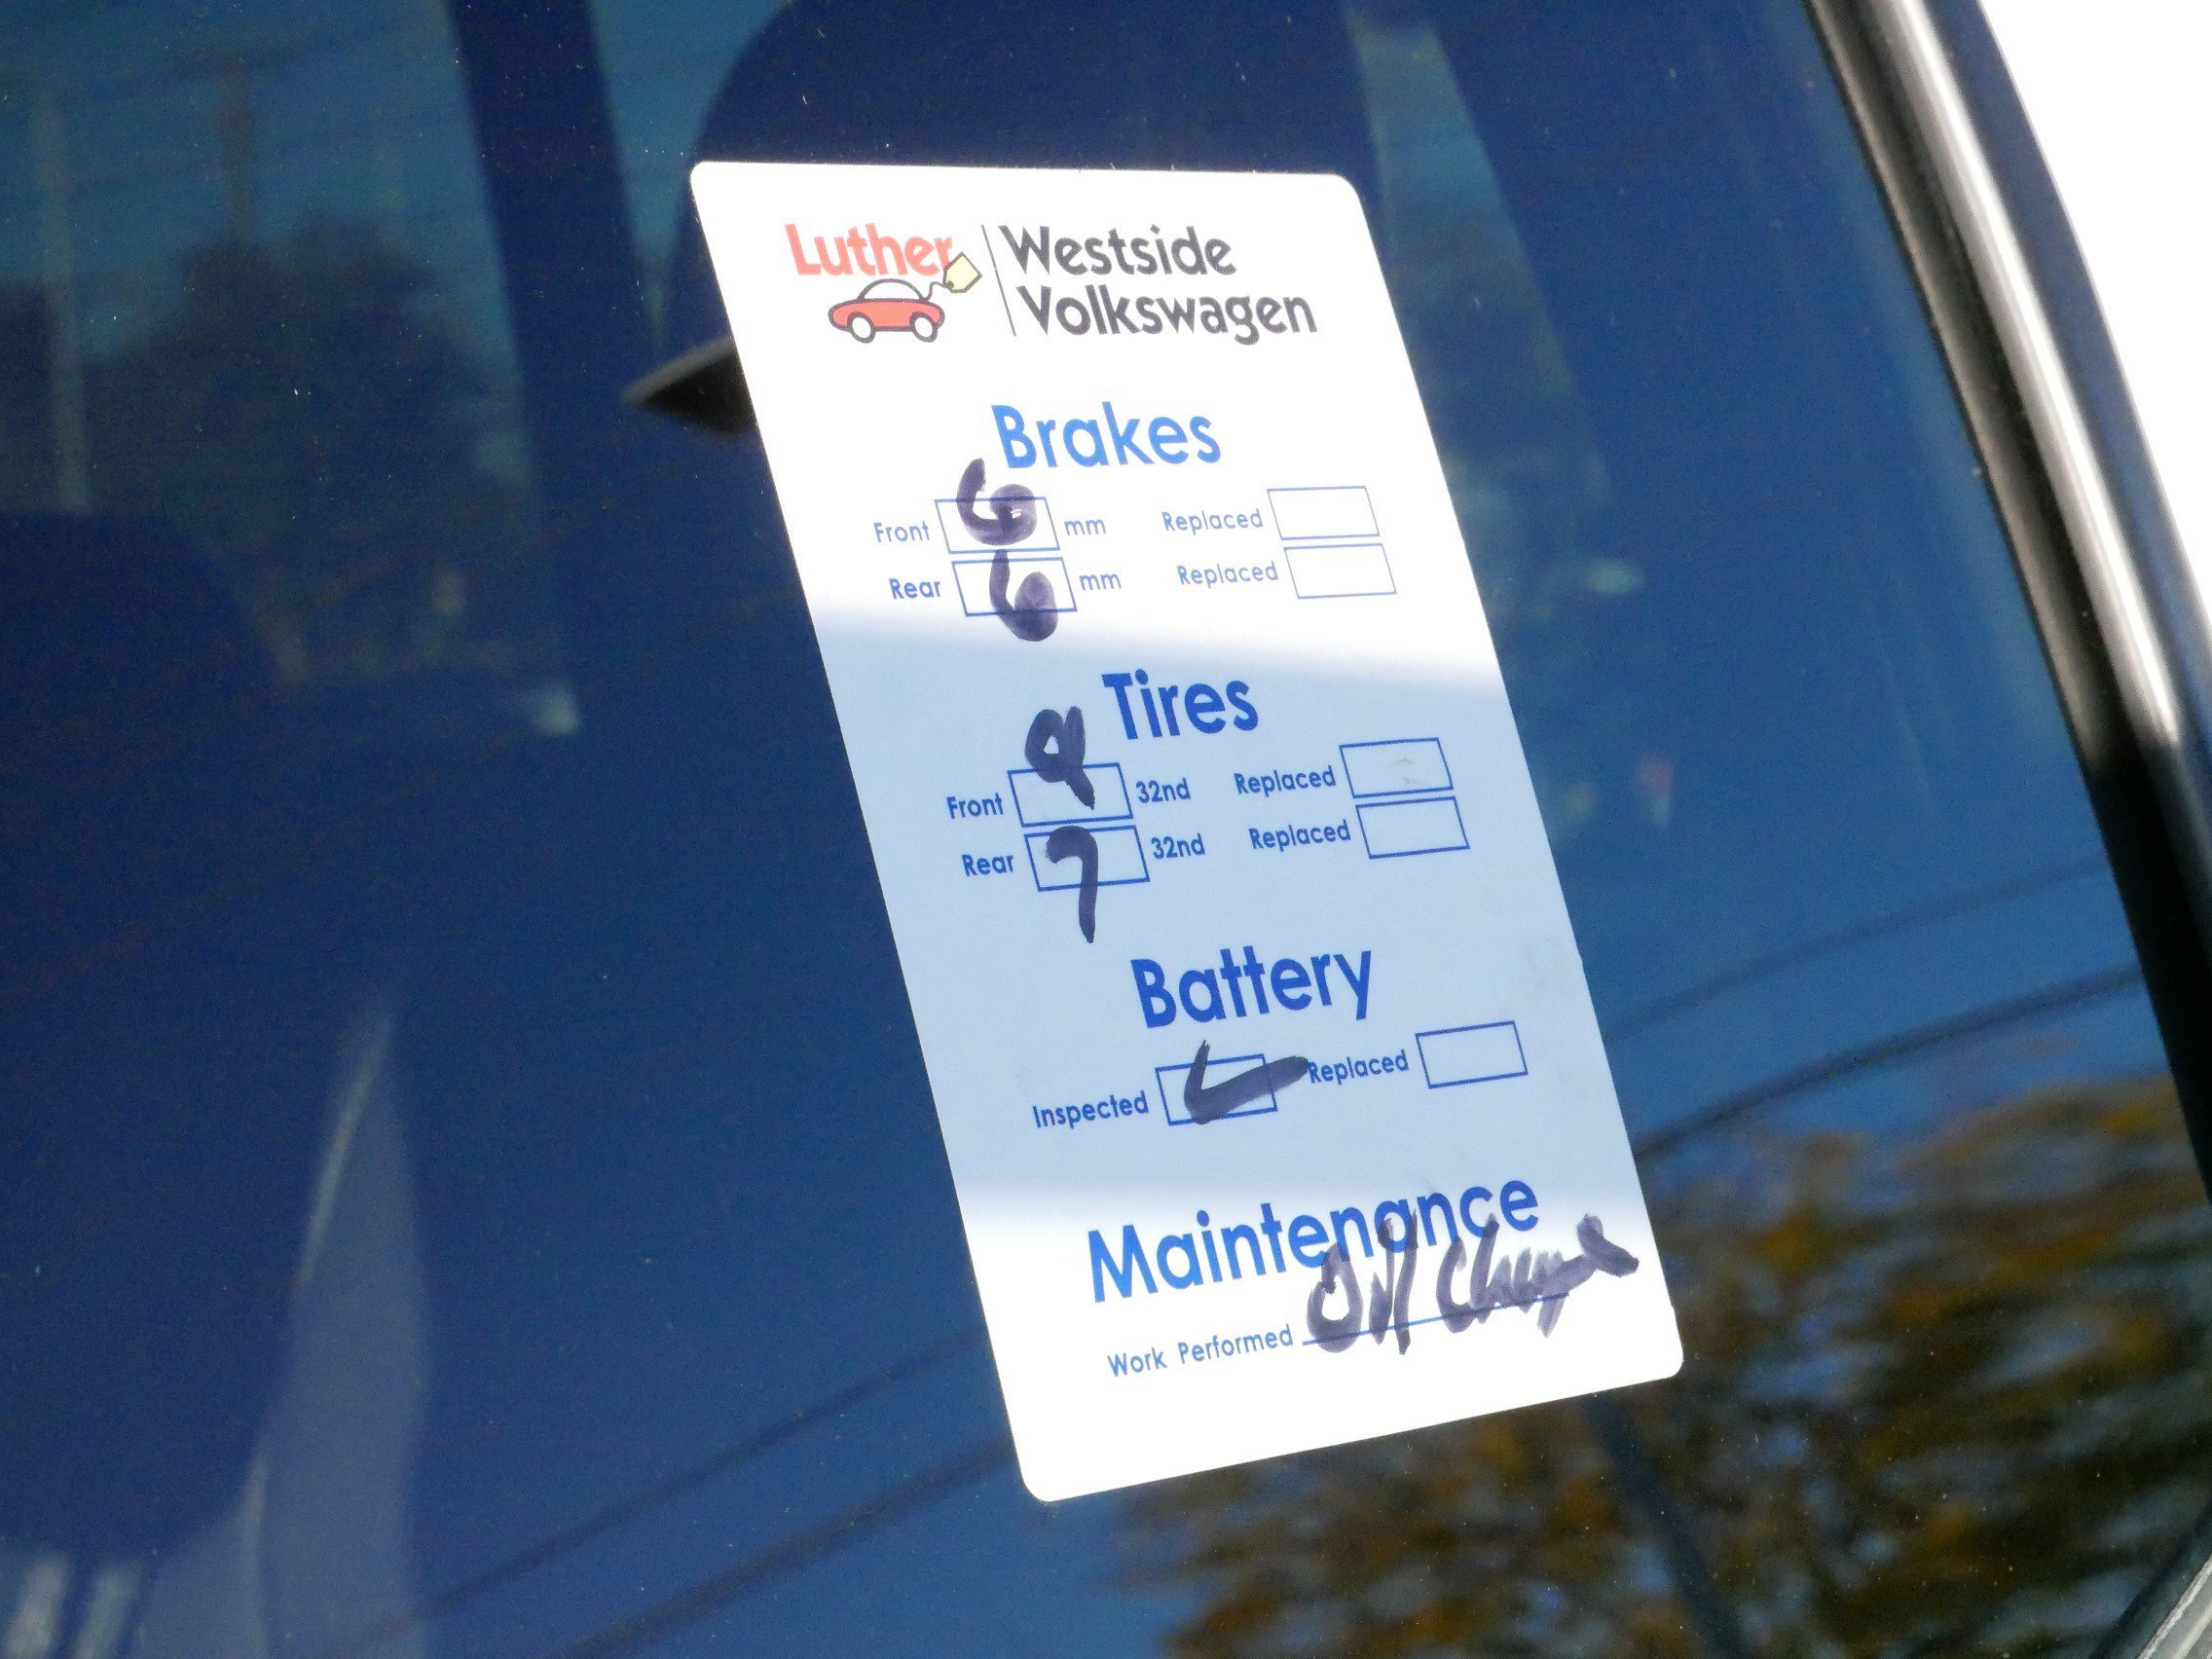 Luther
Westside
Volkswagen
Brakes
Front 6 mm Replaced
Rear 6 mm Replaced
Tires
Front 9 32nd Replaced
Rear 7 32nd Replaced
Battery
Inspected ✓ Replaced
Maintenance
Work Performed Oil Change